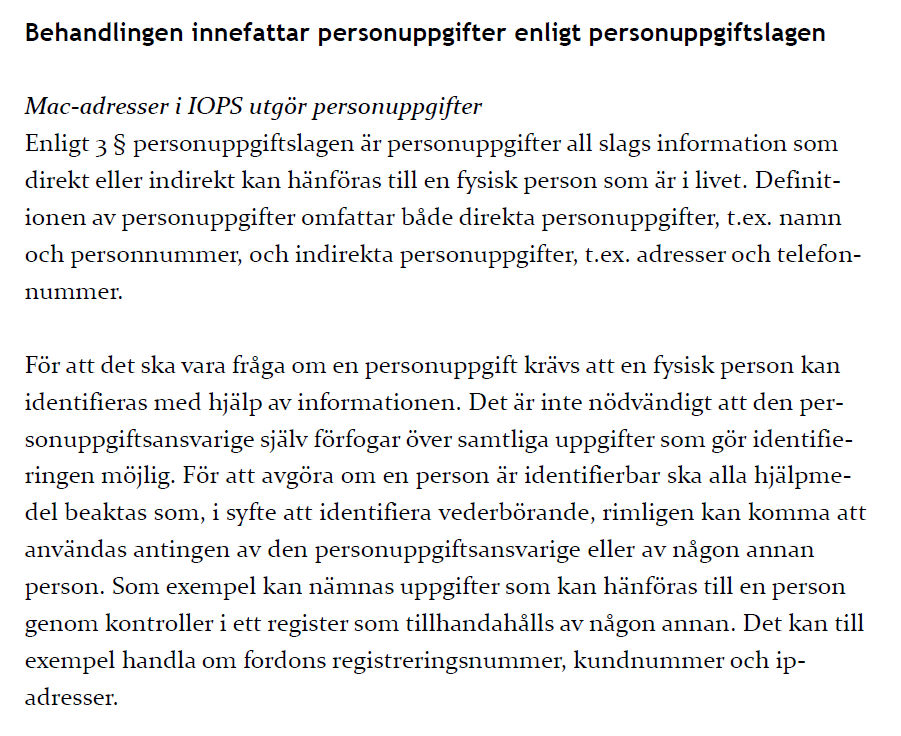 Behandlingen innefattar personuppgifter enligt personuppgiftslagen
Mac-adresser i IOPS utgör personuppgifter
Enligt 3 § personuppgiftslagen är personuppgifter all slags information som
direkt eller indirekt kan hänföras till en fysisk person som är i livet. Definit-
ionen av personuppgifter omfattar både direkta personuppgifter, t.ex. namn
och personnummer, och indirekta personuppgifter, t.ex. adresser och telefon-
nummer.
För att det ska vara fråga om en personuppgift krävs att en fysisk person kan
identifieras med hjälp av informationen. Det är inte nödvändigt att den per-
sonuppgiftsansvarige själv förfogar över samtliga uppgifter som gör identifie-
ringen möjlig. För att avgöra om en person är identifierbar ska alla hjälpme-
del beaktas som, i syfte att identifiera vederbörande, rimligen kan komma att
användas antingen av den personuppgiftsansvarige eller av någon annan
person. Som exempel kan nämnas uppgifter som kan hänföras till en person
genom kontroller i ett register som tillhandahålls av någon annan. Det kan till
exempel handla om fordons registreringsnummer, kundnummer och ip-
adresser.